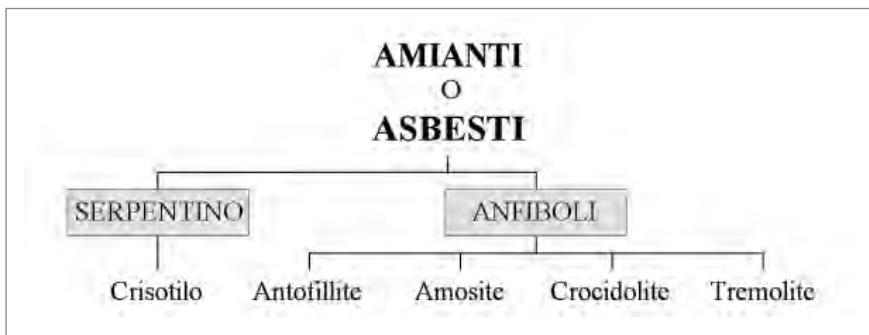 AMIANTI
O
ASBESTI
SERPENTINO ANFIBOLI
Crisotilo Antofillite Amosite Crocidolite Tremolite